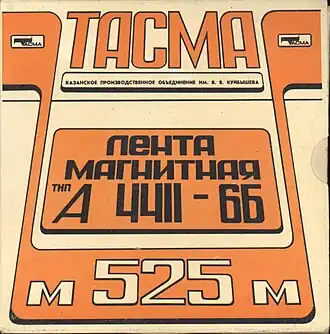 ТАСМА
ТАСМА
ТАСМА
КАЗАНСКОЕ ПРОИЗВОДСТВЕННОЕ ОБЪЕДИНЕНИЕ ИМ. В. В. КУЙБЫШЕВА
ЛЕНТА
МАГНИТНАЯ
ТИП А 4411 - 6Б
М 525 М